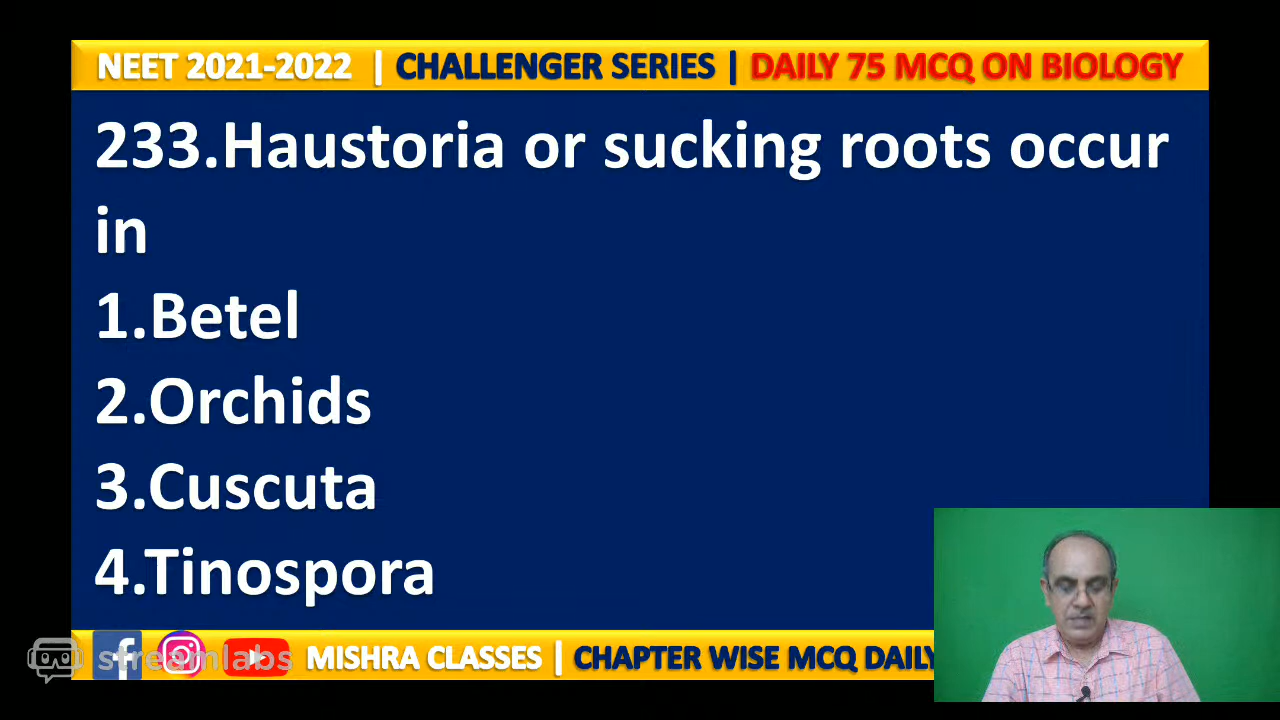 NEET 2021-2022 | CHALLENGER SERIES | DAILY 75 MCQ ON BIOLOGY
233.Haustoria or sucking roots occur
in
1.Betel
2.Orchids
3.Cuscuta
4.Tinospora
streamlabs
MISHRA CLASSES | CHAPTER WISE MCQ DAILY